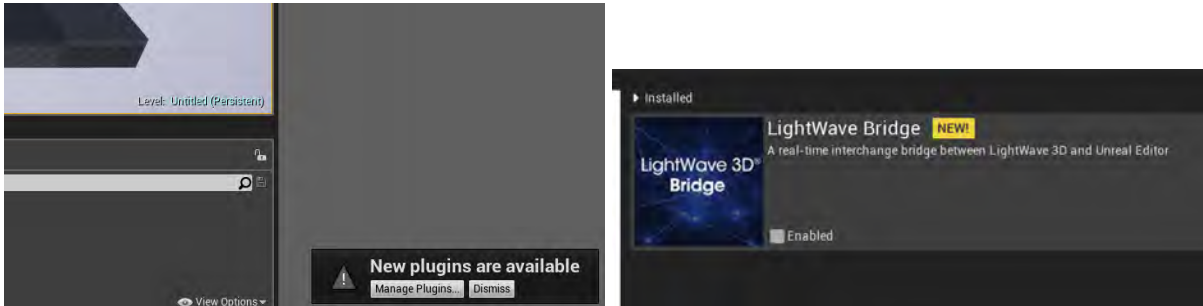 Level: Untitled (Persistent)
New plugins are available
Manage Plugins... Dismiss
View Options
Installed
LightWave Bridge NEW!
A real-time interchange bridge between LightWave 3D and Unreal Editor
LightWave 3D®
Bridge
Enabled